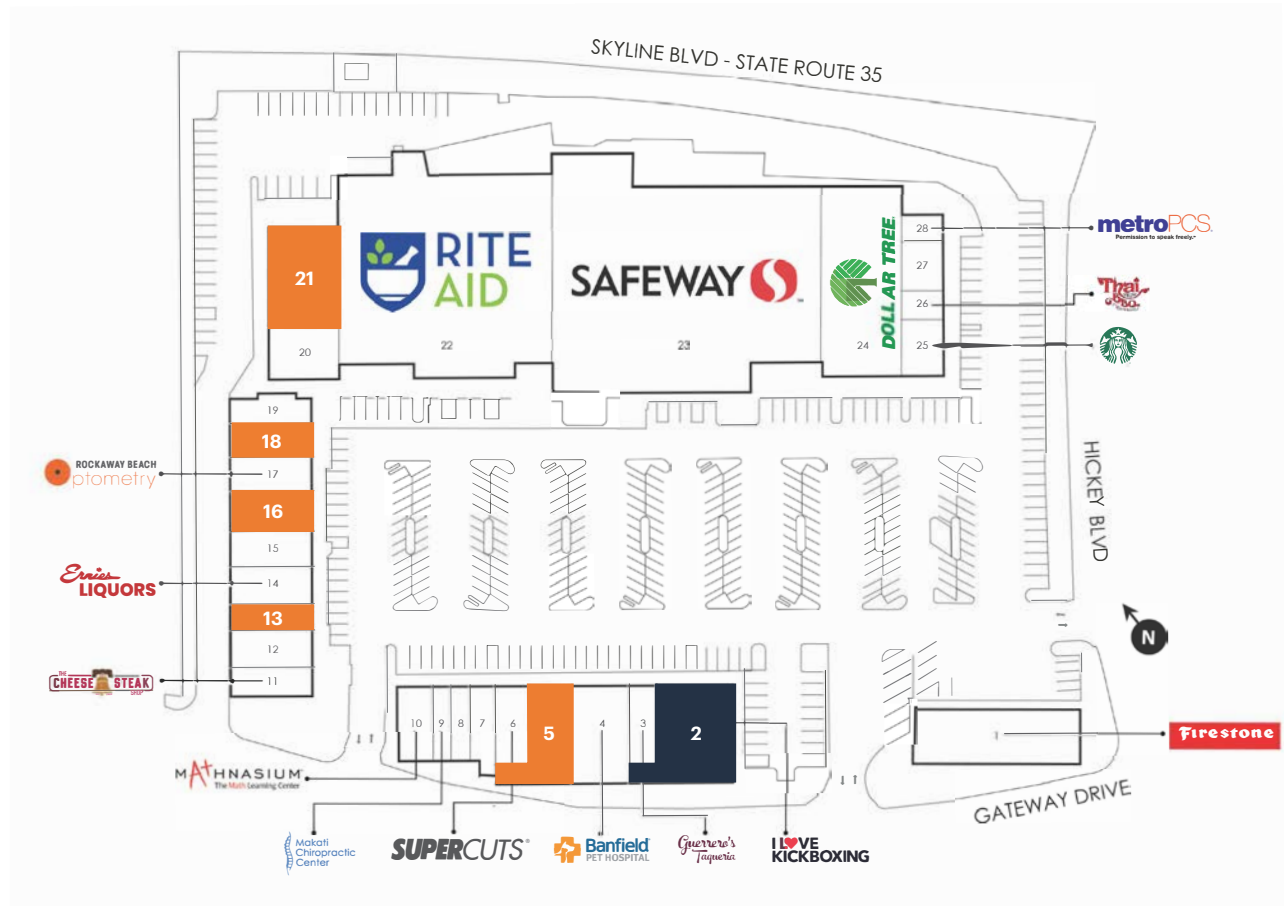 SKYLINE BLVD - STATE ROUTE 35
metroPCS.
Permission to speak freely.
28
27
26
25
Thai
BBQ
RITE
AID
22
SAFEWAY
23
DOLLAR TREE
24
21
20
19
18
17
16
15
14
13
12
11
ROCKAWAY BEACH
optometry
Ernies
LIQUORS
THE
CHEESE STEAK
SHOP
HICKEY BLVD
N
10
9
8
7
6
5
4
3
2
1
Firestone
GATEWAY DRIVE
MATHNASIUM
The Math Learning Center
Makati
Chiropractic
Center
SUPERCUTS®
Banfield
PET HOSPITAL
Guerrero's
Taqueria
I LOVE
KICKBOXING